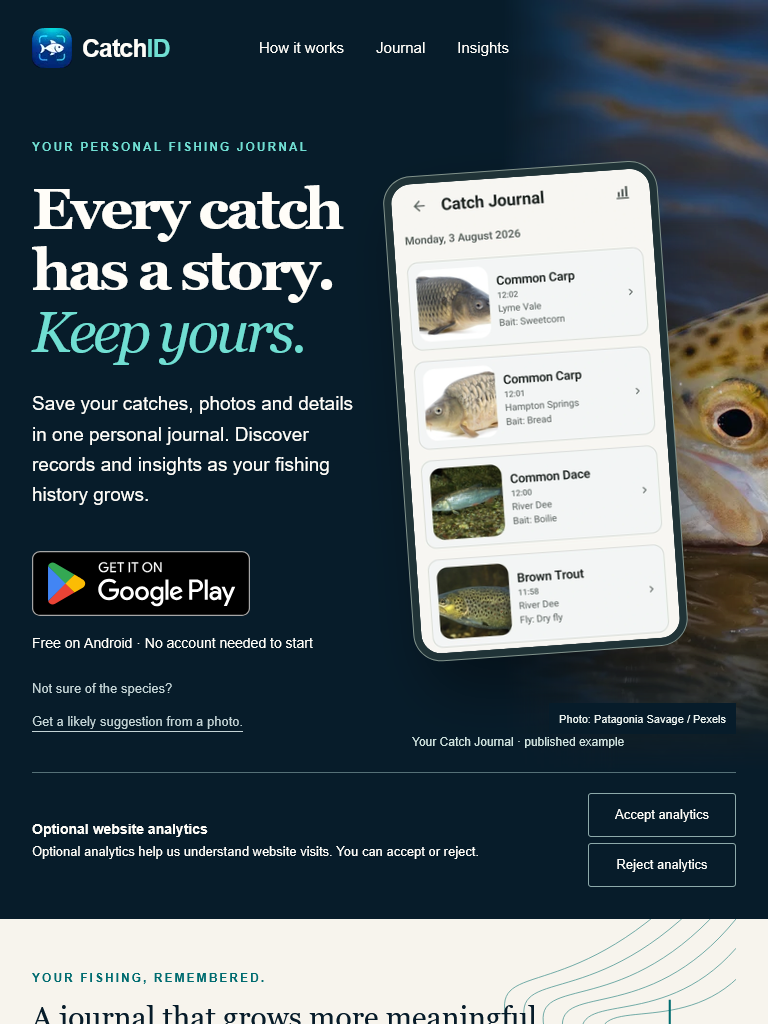 CatchID
How it works
Journal
Insights
YOUR PERSONAL FISHING JOURNAL
Every catch
has a story.
Keep yours.
Save your catches, photos and details
in one personal journal. Discover
records and insights as your fishing
history grows.
GET IT ON
Google Play
Free on Android · No account needed to start
Not sure of the species?
Get a likely suggestion from a photo.
Catch Journal
Monday, 3 August 2026
Common Carp
12:02
Lyme Vale
Bait: Sweetcorn
Common Carp
12:01
Hampton Springs
Bait: Bread
Common Dace
12:00
River Dee
Bait: Boilie
Brown Trout
11:58
River Dee
Fly: Dry fly
Photo: Patagonia Savage / Pexels
Your Catch Journal · published example
Optional website analytics
Optional analytics help us understand website visits. You can accept or reject.
Accept analytics
Reject analytics
YOUR FISHING, REMEMBERED.
A journal that grows more meaningful